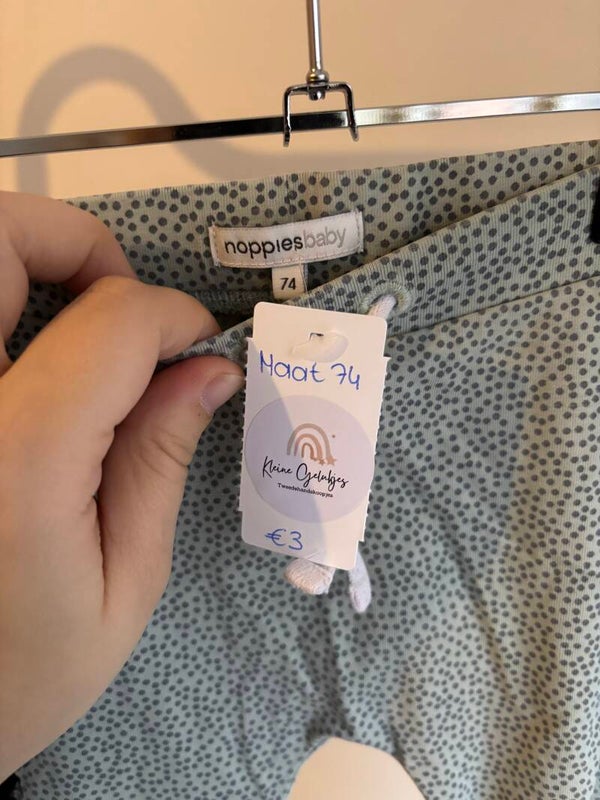 noppiesbaby
74
Maat 74
Kleine Gelukjes
Tweedehandskoopjes
€3